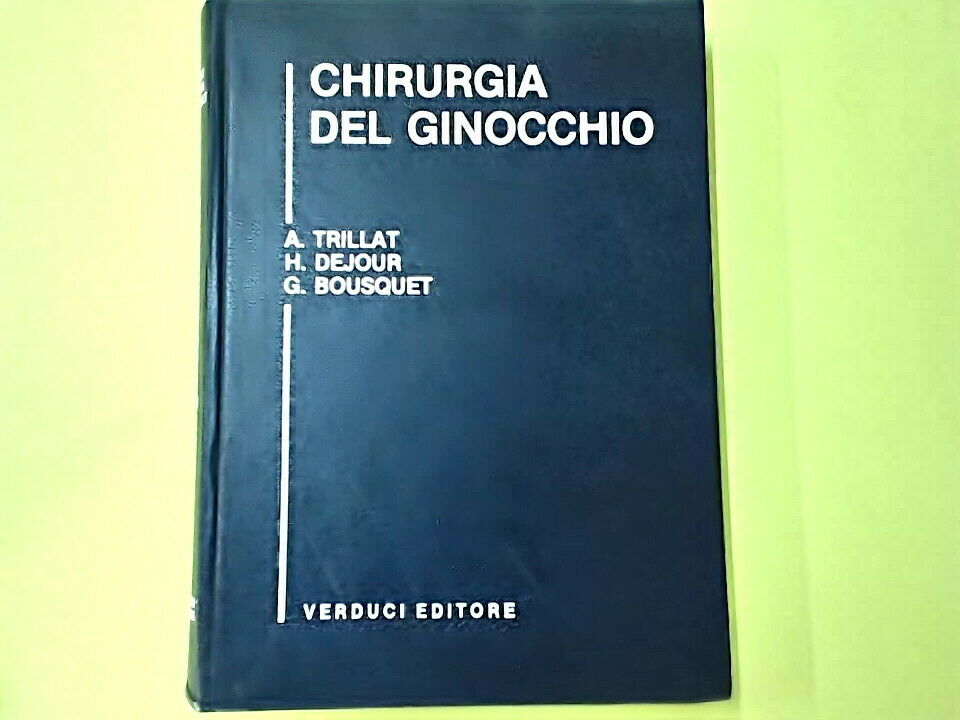 CHIRURGIA
DEL GINOCCHIO
A. TRILLAT
H. DEJOUR
G. BOUSQUET
VERDUCI EDITORE